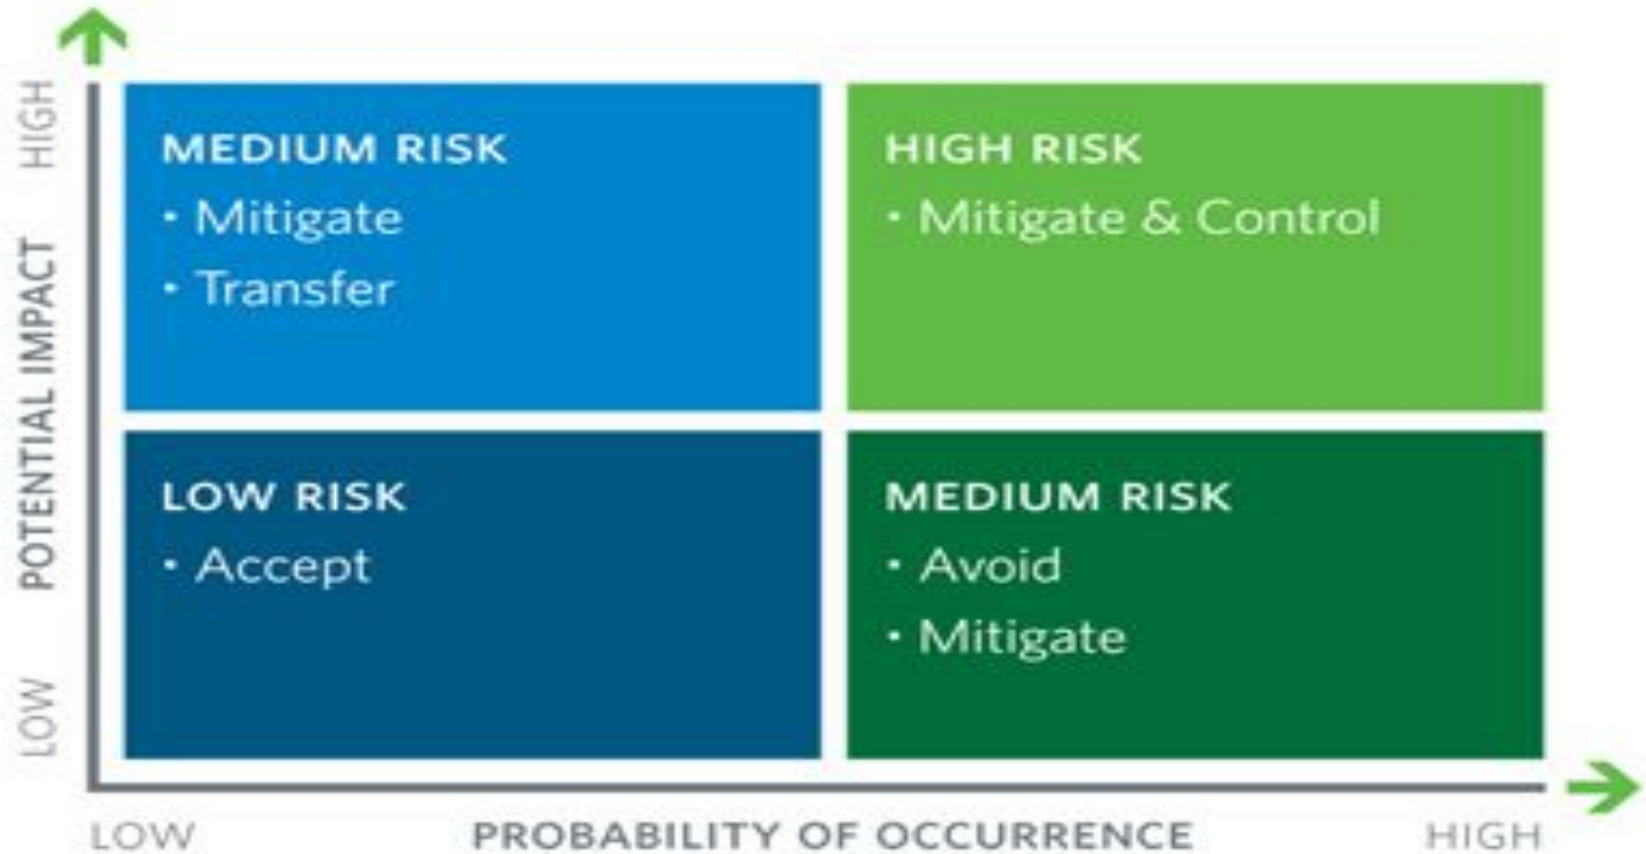 HIGH
POTENTIAL IMPACT
LOW
MEDIUM RISK
• Mitigate
• Transfer
HIGH RISK
• Mitigate & Control
LOW RISK
• Accept
MEDIUM RISK
• Avoid
• Mitigate
LOW
PROBABILITY OF OCCURRENCE
HIGH